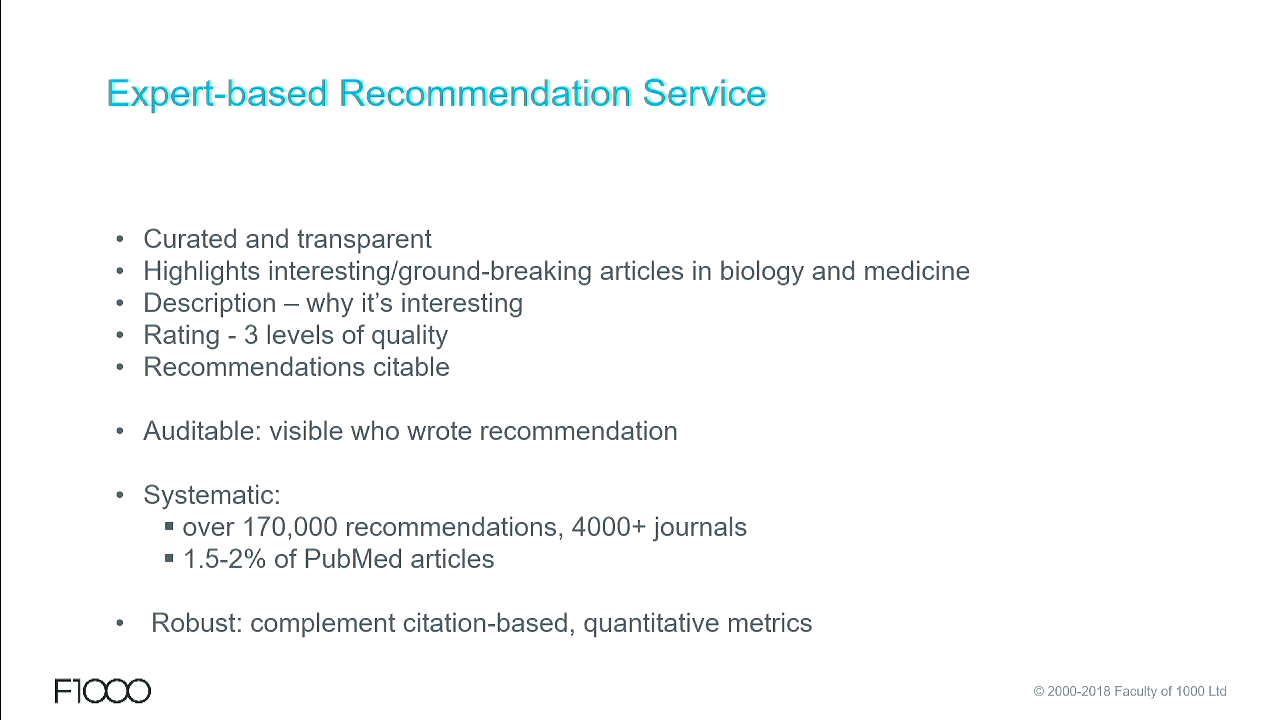 Expert-based Recommendation Service
• Curated and transparent
• Highlights interesting/ground-breaking articles in biology and medicine
• Description – why it’s interesting
• Rating - 3 levels of quality
• Recommendations citable
• Auditable: visible who wrote recommendation
• Systematic:
▪ over 170,000 recommendations, 4000+ journals
▪ 1.5-2% of PubMed articles
• Robust: complement citation-based, quantitative metrics
F1000
© 2000-2018 Faculty of 1000 Ltd